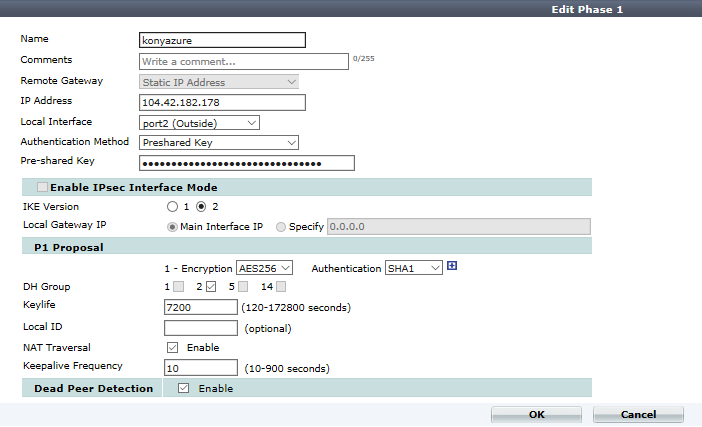 Edit Phase 1
Name konyazure
Comments Write a comment... 0/255
Remote Gateway Static IP Address
IP Address 104.42.182.178
Local Interface port2 (Outside)
Authentication Method Preshared Key
Pre-shared Key ••••••••••••••••••••••••••••••
Enable IPsec Interface Mode
IKE Version 1 2
Local Gateway IP Main Interface IP Specify 0.0.0.0
P1 Proposal
1 - Encryption AES256 Authentication SHA1
DH Group 1 2 5 14
Keylife 7200 (120-172800 seconds)
Local ID (optional)
NAT Traversal Enable
Keepalive Frequency 10 (10-900 seconds)
Dead Peer Detection Enable
OK Cancel